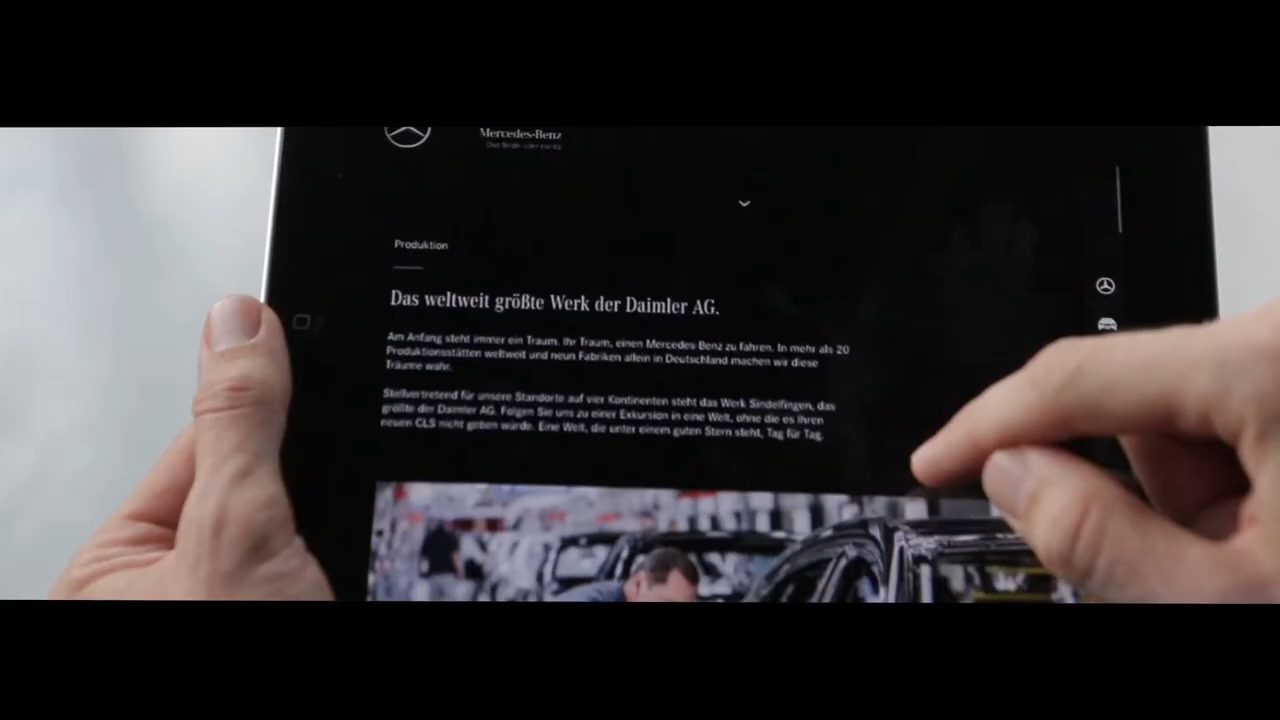 Mercedes-Benz
Das Beste oder nichts.
Produktion
Das weltweit größte Werk der Daimler AG.
Am Anfang steht immer ein Traum. Ihr Traum, einen Mercedes-Benz zu fahren. In mehr als 20
Produktionsstätten weltweit und neun Fabriken allein in Deutschland machen wir diese
Träume wahr.
Stellvertretend für unsere Standorte auf vier Kontinenten steht das Werk Sindelfingen, das
größte der Daimler AG. Folgen Sie uns zu einer Exkursion in eine Welt, ohne die es Ihren
neuen CLS nicht geben würde. Eine Welt, die unter einem guten Stern steht, Tag für Tag.